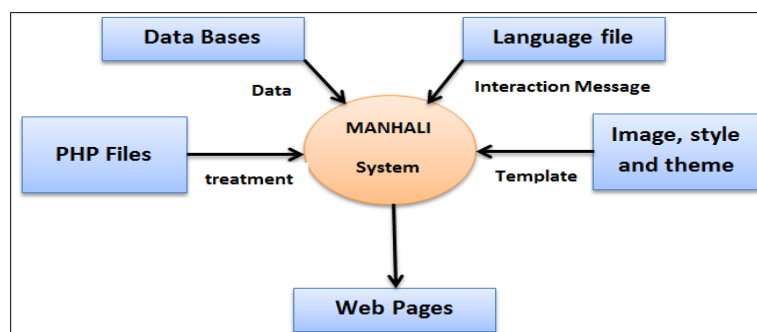 Data Bases
Language file
Data
Interaction Message
MANHALI
System
PHP Files
treatment
Image, style
and theme
Template
Web Pages